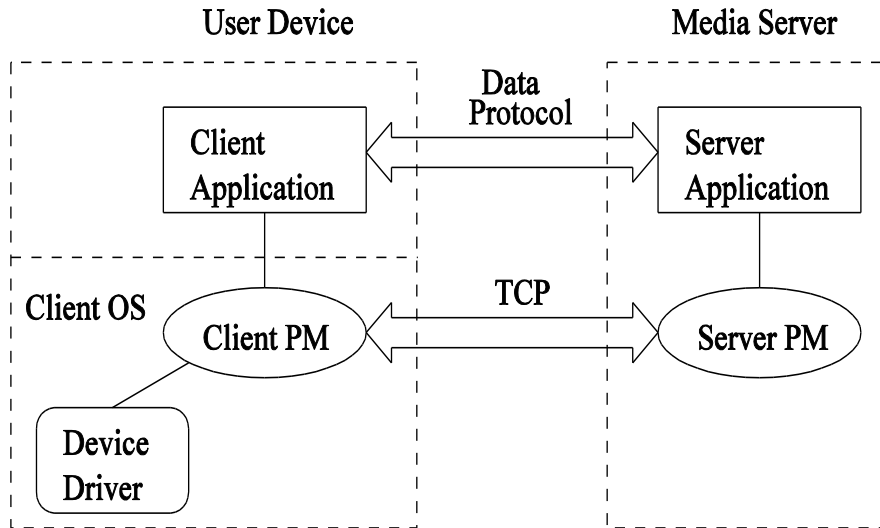 User Device
Media Server
Data
Protocol
Client
Application
Server
Application
Client OS
TCP
Client PM
Server PM
Device
Driver